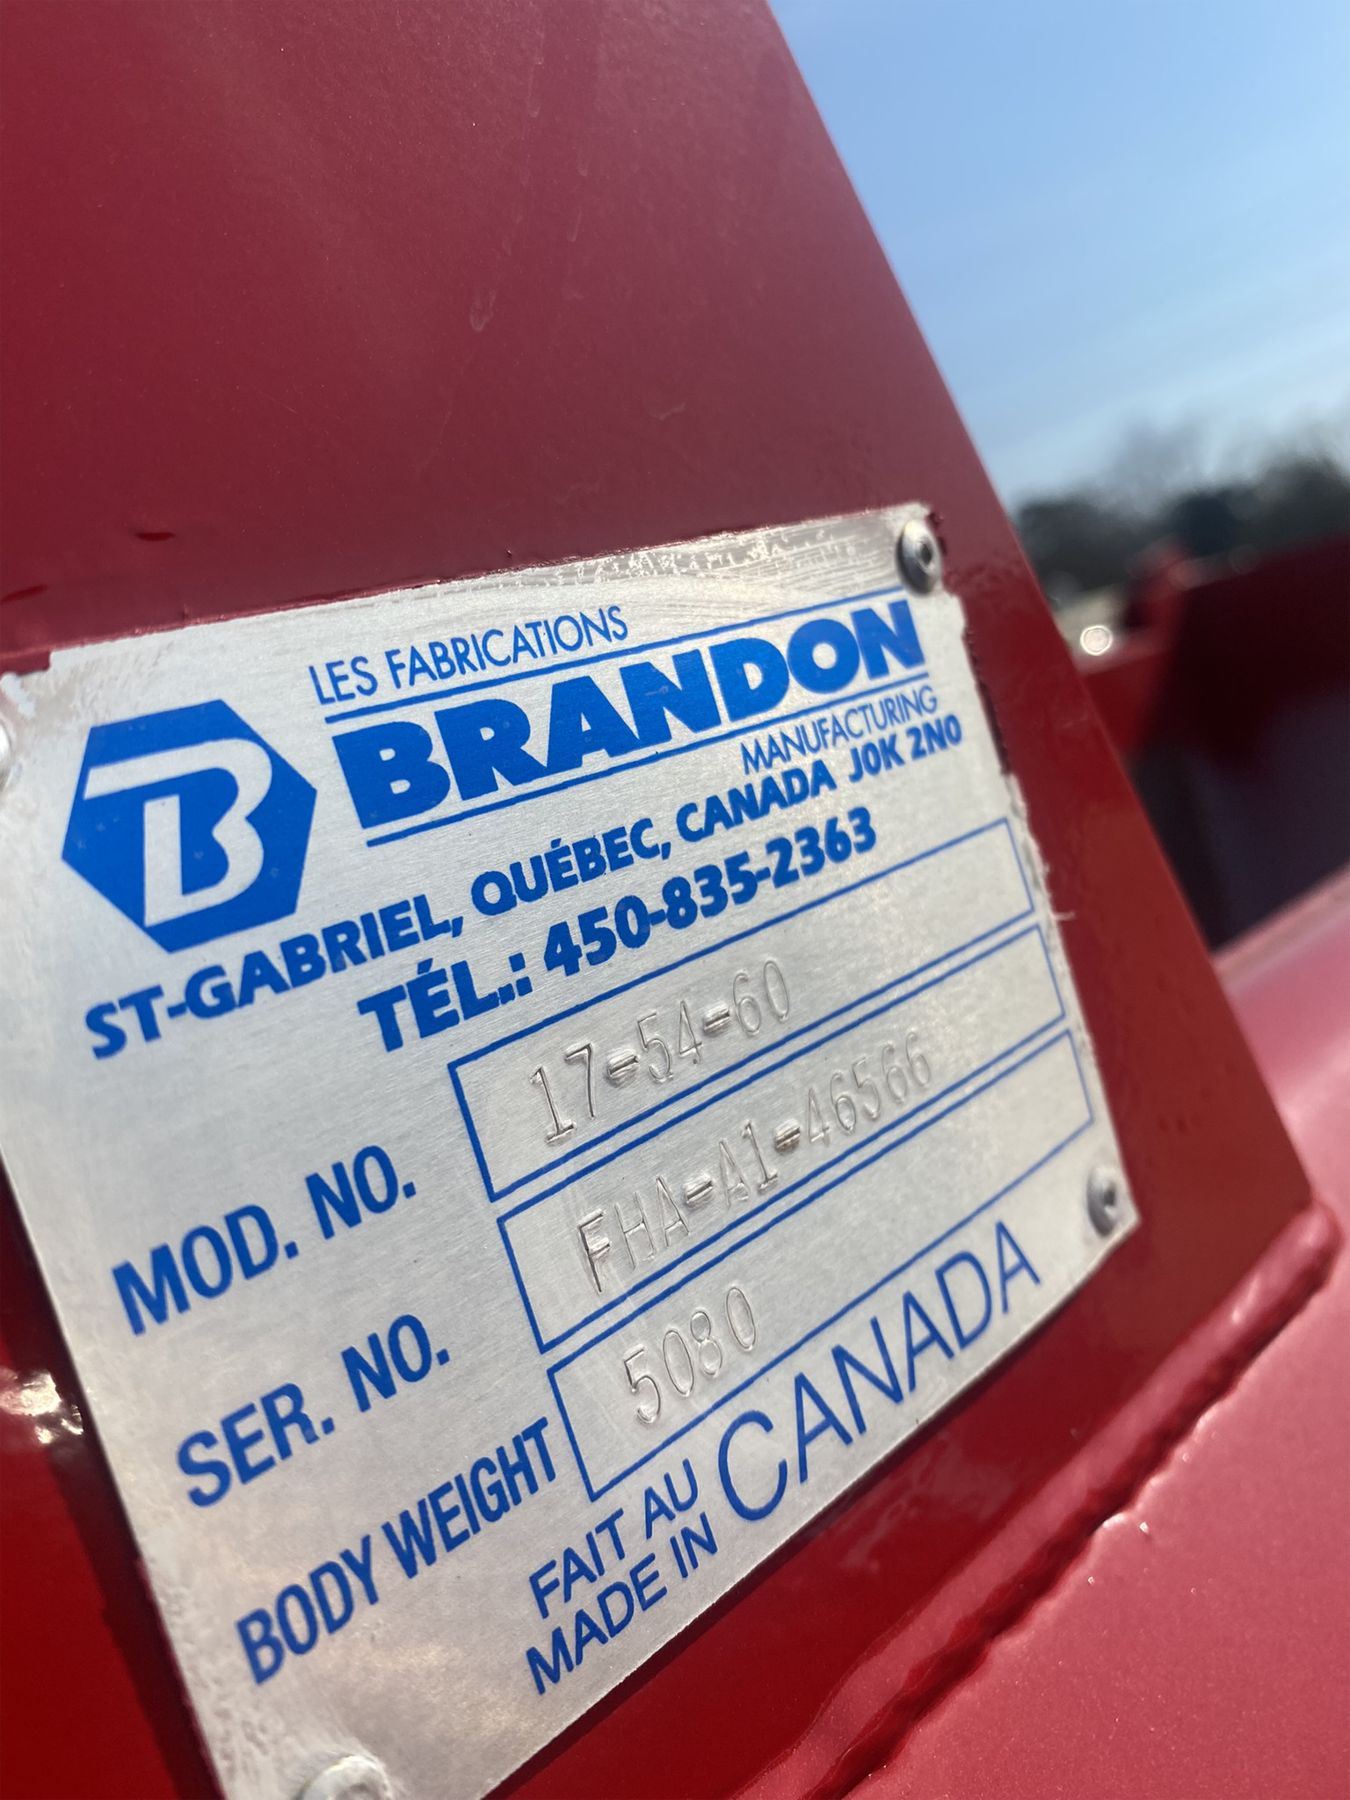 LES FABRICATIONS
B BRANDON
MANUFACTURING
ST-GABRIEL, QUÉBEC, CANADA J0K 2N0
TÉL.: 450-835-2363
MOD. NO. 17-54-60
SER. NO. FHA-A1-46566
BODY WEIGHT 5080
FAIT AU
MADE IN CANADA